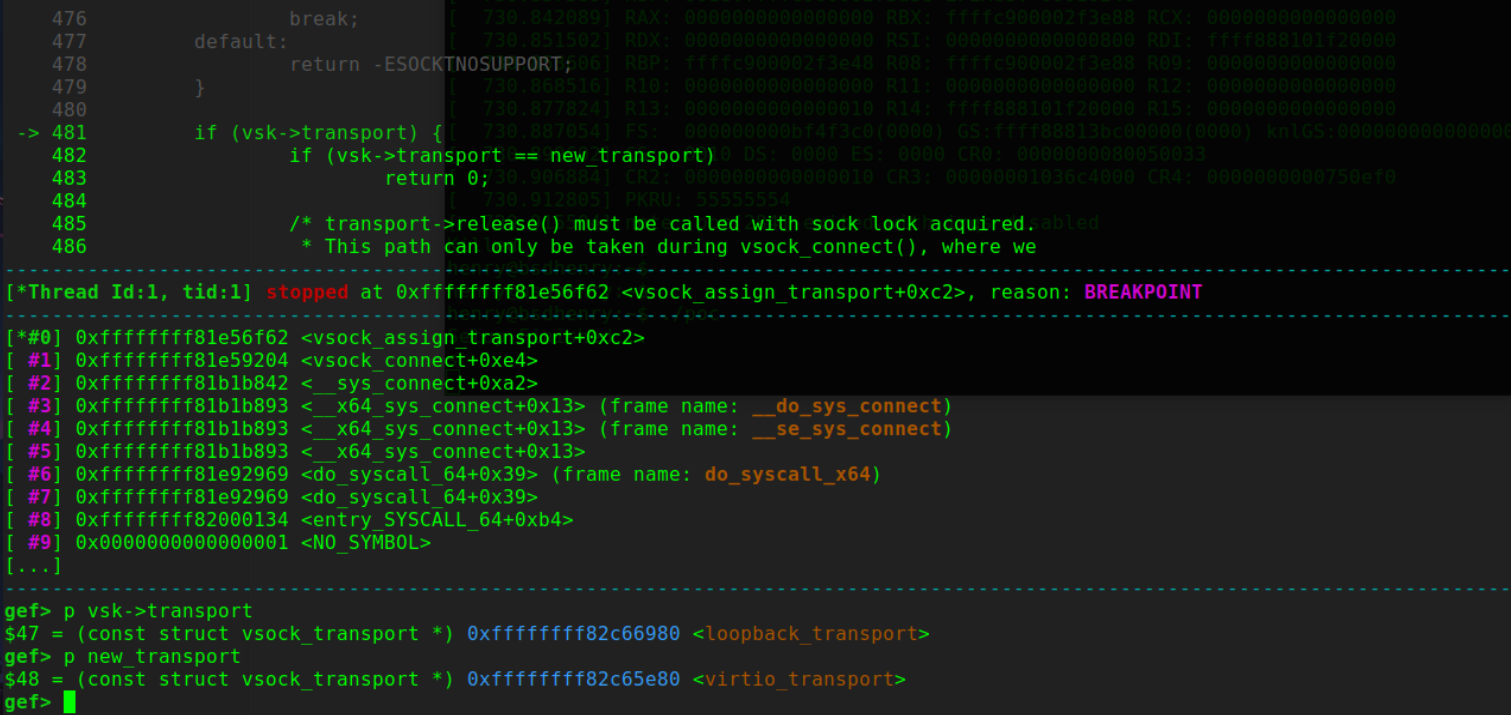 476 break;
477 default:
478 return -ESOCKTNOSUPPORT;
479 }
480
-> 481 if (vsk->transport) {
482 if (vsk->transport == new_transport)
483 return 0;
484
485 /* transport->release() must be called with sock lock acquired.
486 * This path can only be taken during vsock_connect(), where we
[ 730.842089] RAX: 0000000000000000 RBX: ffffc900002f3e88 RCX: 0000000000000000
[ 730.851502] RDX: 0000000000000000 RSI: 0000000000000800 RDI: ffff888101f20000
RBP: ffffc900002f3e48 R08: ffffc900002f3e88 R09: 0000000000000000
730.868516] R10: 0000000000000000 R11: 0000000000000000 R12: 0000000000000000
[ 730.877824] R13: 0000000000000010 R14: ffff888101f20000 R15: 0000000000000000
[ 730.887054] FS: 000000000bf4f3c0(0000) GS:ffff88813bc00000(0000) knlGS:0000000000000000
DS: 0000 ES: 0000 CR0: 0000000080050033
730.906884] CR2: 0000000000000010 CR3: 00000001036c4000 CR4: 0000000000750ef0
[ 730.912805] PKRU: 55555554
[*Thread Id:1, tid:1] stopped at 0xffffffff81e56f62 <vsock_assign_transport+0xc2>, reason: BREAKPOINT
[*#0] 0xffffffff81e56f62 <vsock_assign_transport+0xc2>
[ #1] 0xffffffff81e59204 <vsock_connect+0xe4>
[ #2] 0xffffffff81b1b842 <__sys_connect+0xa2>
[ #3] 0xffffffff81b1b893 <__x64_sys_connect+0x13> (frame name: __do_sys_connect)
[ #4] 0xffffffff81b1b893 <__x64_sys_connect+0x13> (frame name: __se_sys_connect)
[ #5] 0xffffffff81b1b893 <__x64_sys_connect+0x13>
[ #6] 0xffffffff81e92969 <do_syscall_64+0x39> (frame name: do_syscall_x64)
[ #7] 0xffffffff81e92969 <do_syscall_64+0x39>
[ #8] 0xffffffff82000134 <entry_SYSCALL_64+0xb4>
[ #9] 0x0000000000000001 <NO_SYMBOL>
[...]
gef> p vsk->transport
$47 = (const struct vsock_transport *) 0xffffffff82c66980 <loopback_transport>
gef> p new_transport
$48 = (const struct vsock_transport *) 0xffffffff82c65e80 <virtio_transport>
gef>